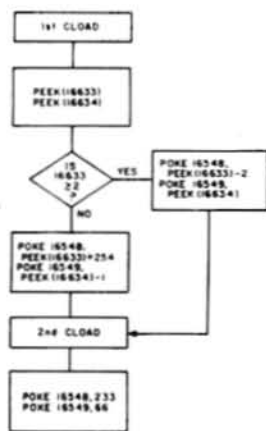 1st CLOAD
PEEK(16633)
PEEK(16634)
IS
16633
≥2
?
YES
POKE 16548,
PEEK(16633)-2
POKE 16549,
PEEK(16634)
NO
POKE 16548,
PEEK(16633)+254
POKE 16549,
PEEK(16634)-1
2nd CLOAD
POKE 16548,233
POKE 16549,66